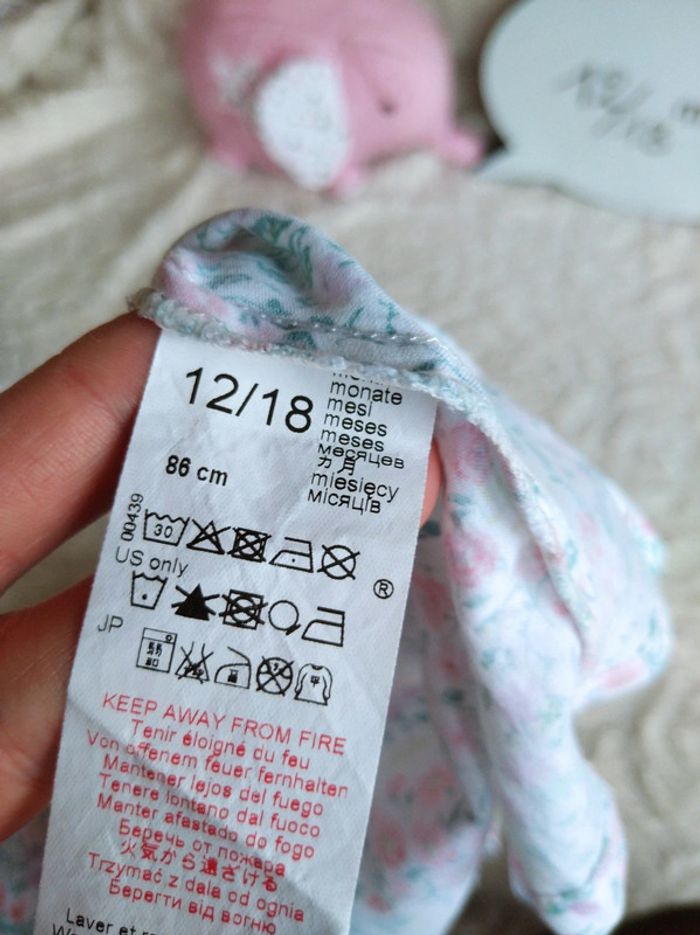 12/18
monate
mesi
meses
meses
месяцев
カ月
miesięcy
місяців
86 cm
00439
30
US only
®
JP
KEEP AWAY FROM FIRE
Tenir éloigné du feu
Von offenem feuer fernhalten
Mantener lejos del fuego
Tenere lontano dal fuoco
Manter afastado do fogo
Беречь от пожара
火気から遠ざける
Trzymać z dala od ognia
Берегти від вогню
Laver et